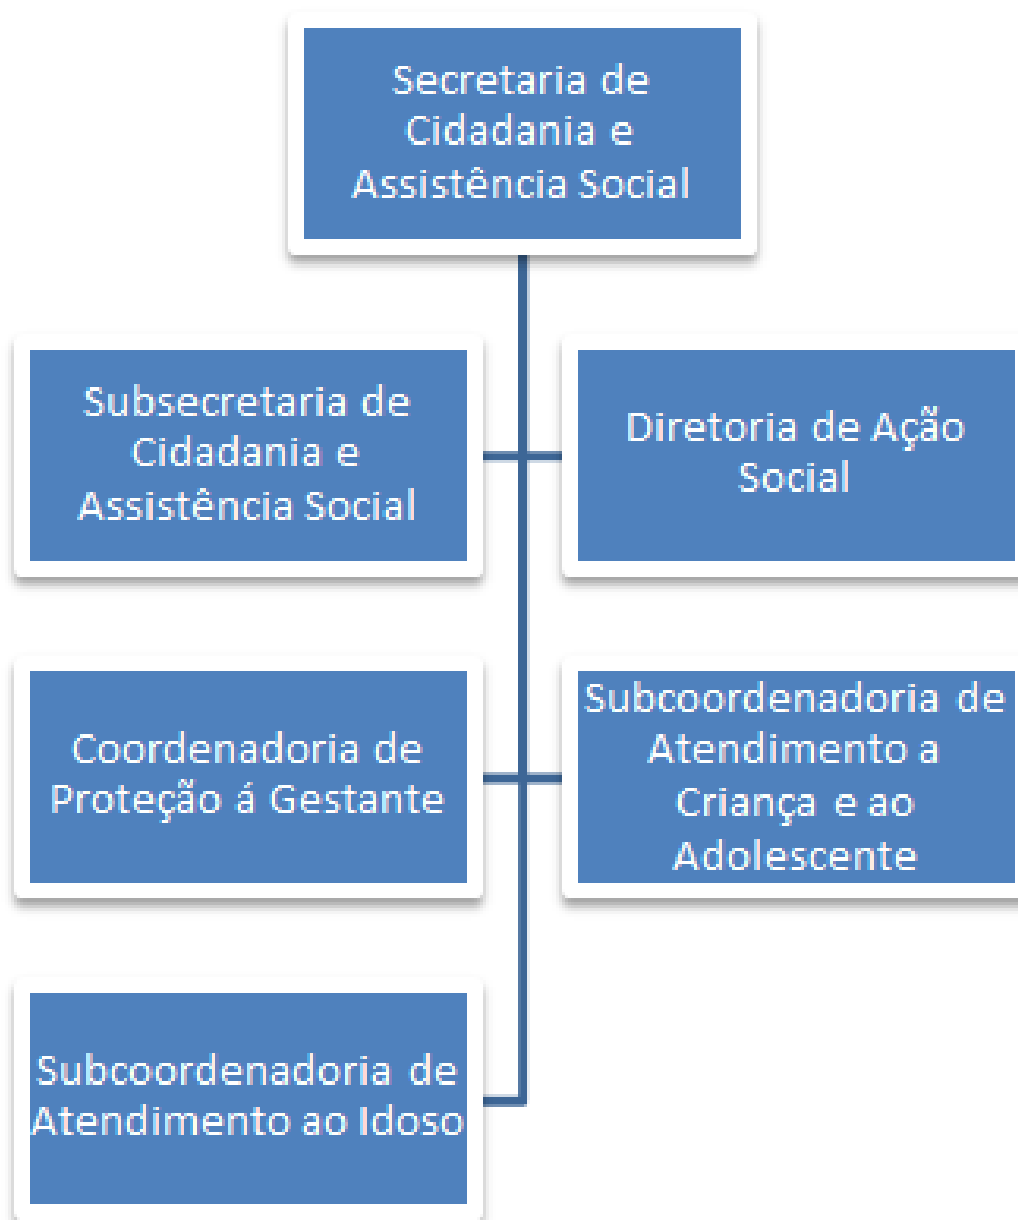 Secretaria de
Cidadania e
Assistência Social
Subsecretaria de
Cidadania e
Assistência Social
Diretoria de Ação
Social
Coordenadoria de
Proteção á Gestante
Subcoordenadoria de
Atendimento a
Criança e ao
Adolescente
Subcoordenadoria de
Atendimento ao Idoso